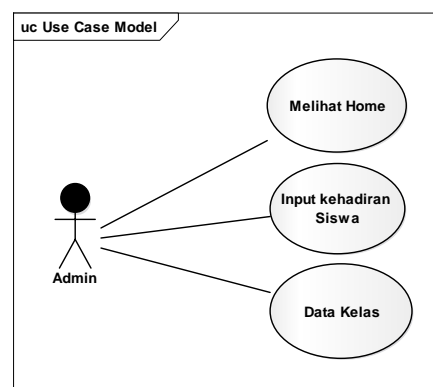 uc Use Case Model
Melihat Home
Input kehadiran
Siswa
Admin
Data Kelas